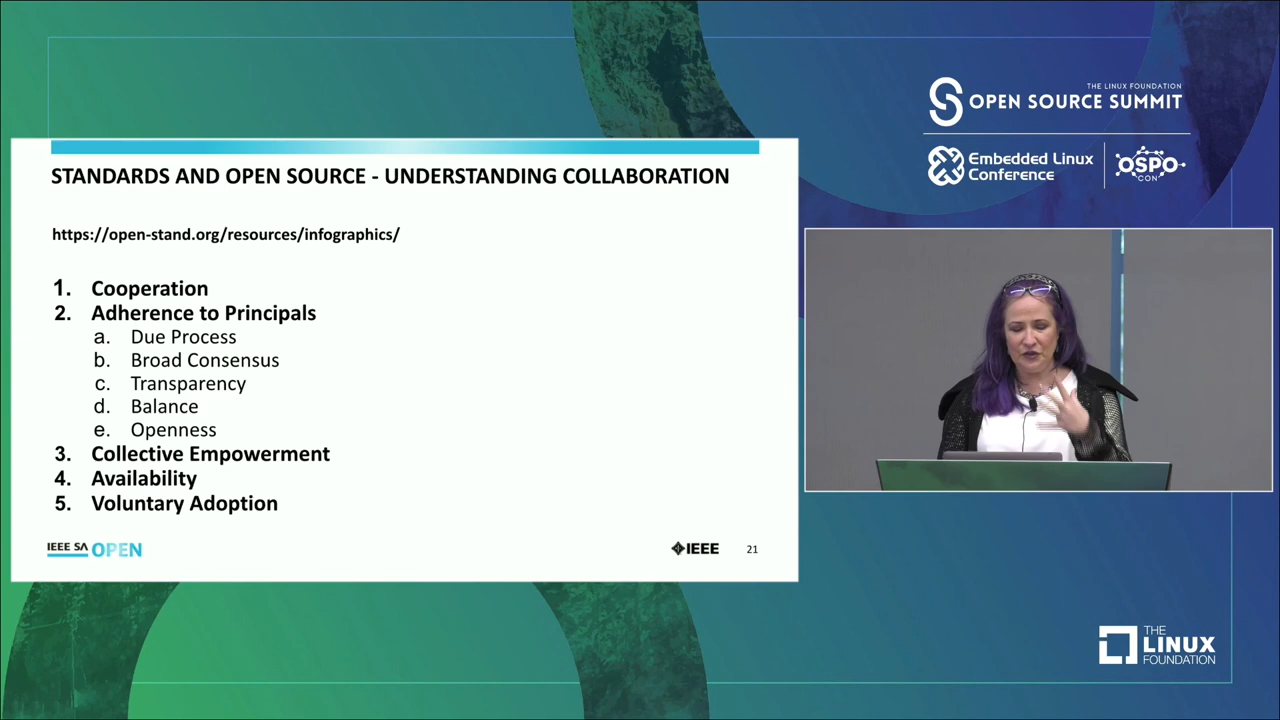 THE LINUX FOUNDATION
OPEN SOURCE SUMMIT
Embedded Linux
Conference
OSPO
CON
STANDARDS AND OPEN SOURCE - UNDERSTANDING COLLABORATION
https://open-stand.org/resources/infographics/
1. Cooperation
2. Adherence to Principals
a. Due Process
b. Broad Consensus
c. Transparency
d. Balance
e. Openness
3. Collective Empowerment
4. Availability
5. Voluntary Adoption
IEEE SA OPEN
IEEE
21
THE
LINUX
FOUNDATION